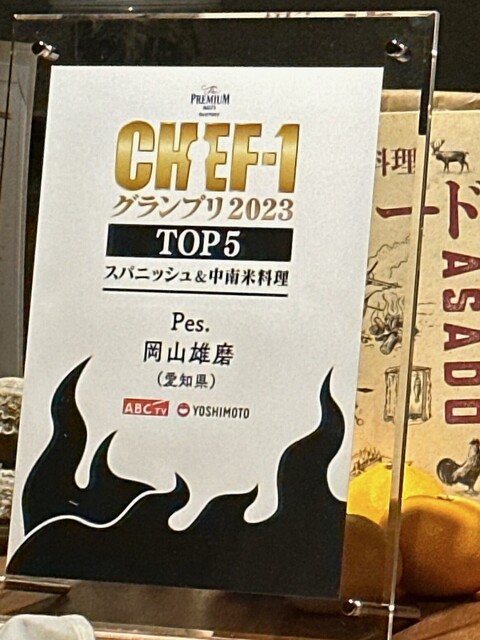 The
PREMIUM
MALT'S
CHEF-1
グランプリ2023
TOP5
スパニッシュ&中南米料理
Pes.
岡山雄磨
(愛知県)
ABCTV YOSHIMOTO
料理
ード
ASADO